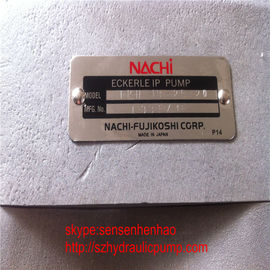 NACHi
ECKERLE IP PUMP
MODEL
MFG. No.
NACHI-FUJIKOSHI CORP.
MADE IN JAPAN
P14
skype:sensenhenhao
http://szhydraulicpump.com/